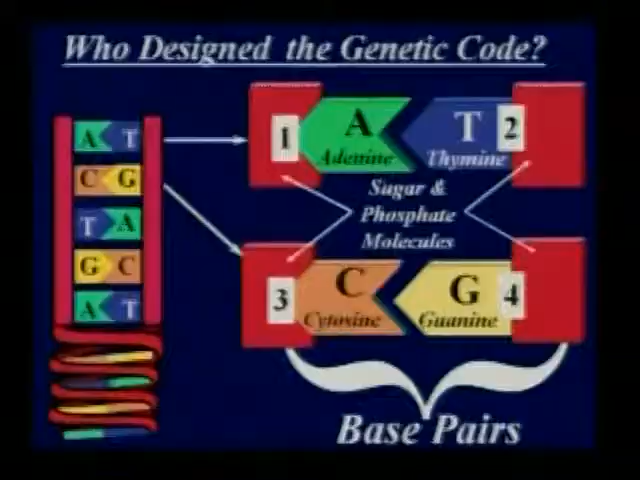 Who Designed the Genetic Code?
A T
C G
T A
G C
A T
1 A T 2
Adenine Thymine
Sugar &
Phosphate
Molecules
3 C G 4
Cytosine Guanine
Base Pairs